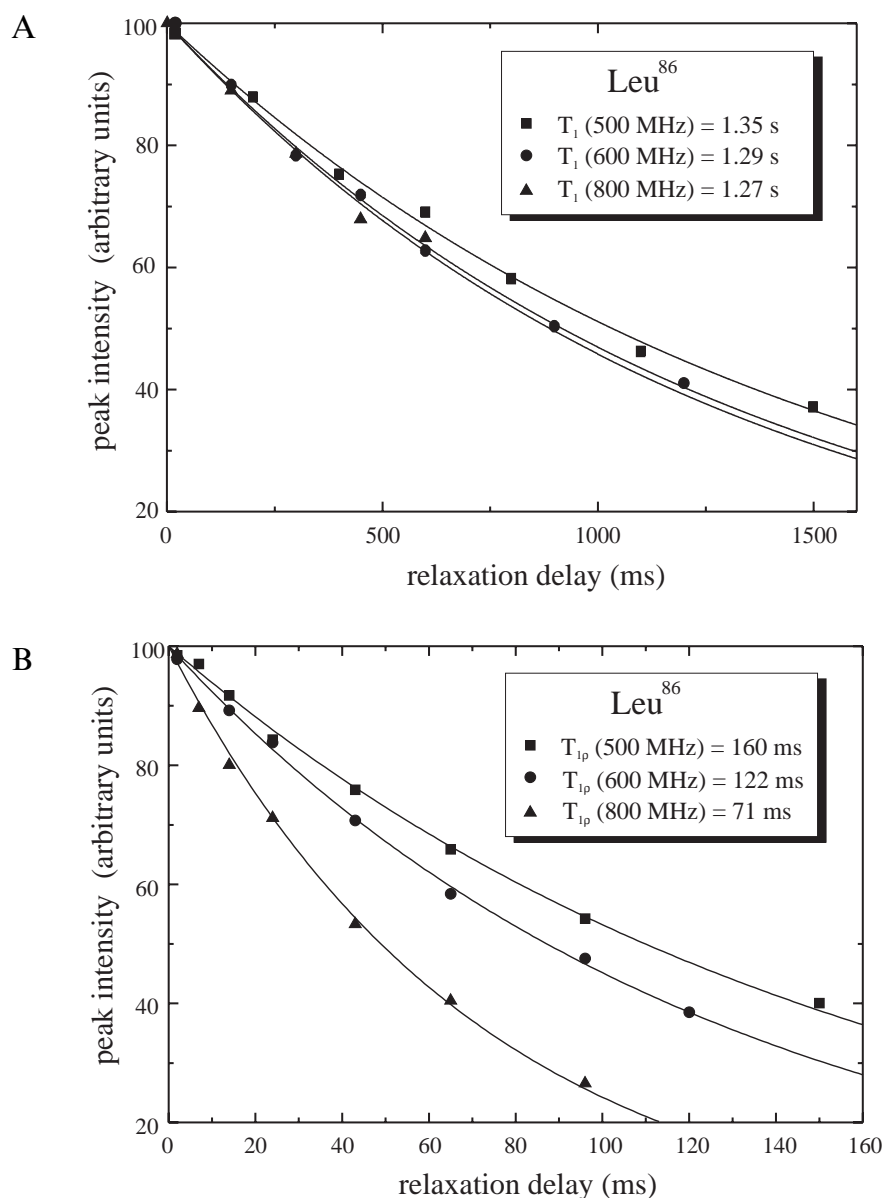 A
peak intensity (arbitrary units)
100
80
60
40
20
Leu86
■ T1 (500 MHz) = 1.35 s
● T1 (600 MHz) = 1.29 s
▲ T1 (800 MHz) = 1.27 s
0 500 1000 1500
relaxation delay (ms)
B
peak intensity (arbitrary units)
100
80
60
40
20
Leu86
■ T1ρ (500 MHz) = 160 ms
● T1ρ (600 MHz) = 122 ms
▲ T1ρ (800 MHz) = 71 ms
0 20 40 60 80 100 120 140 160
relaxation delay (ms)